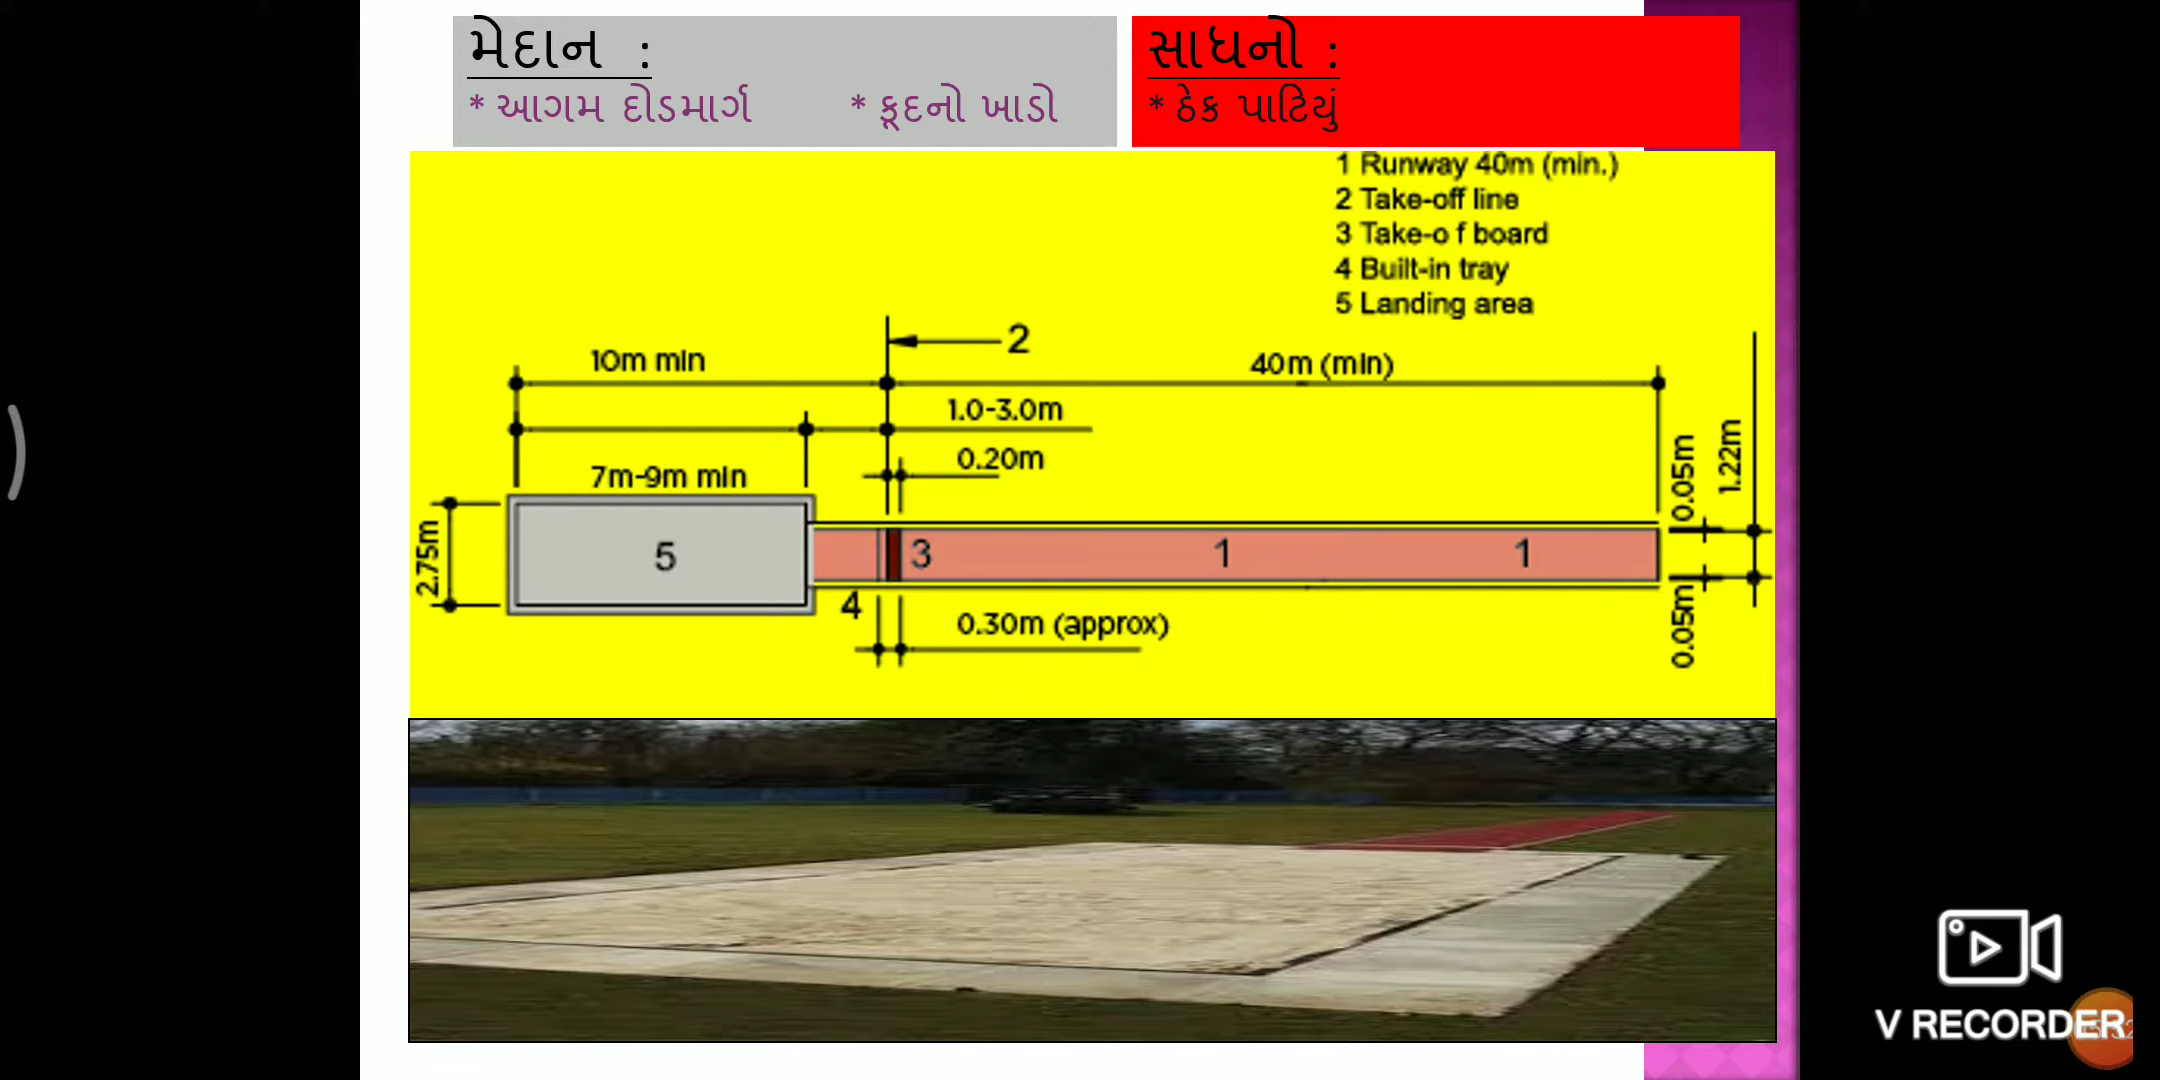 મેદાન :
* આગમ દોડમાર્ગ * કૂદનો ખાડો
સાધનો :
* ઠેક પાટિયું
1 Runway 40m (min.)
2 Take-off line
3 Take-o f board
4 Built-in tray
5 Landing area
2
10m min
40m (min)
1.0-3.0m
0.20m
7m-9m min
0.05m
1.22m
2.75m
5
3
1
1
4
0.30m (approx)
0.05m
V RECORDER